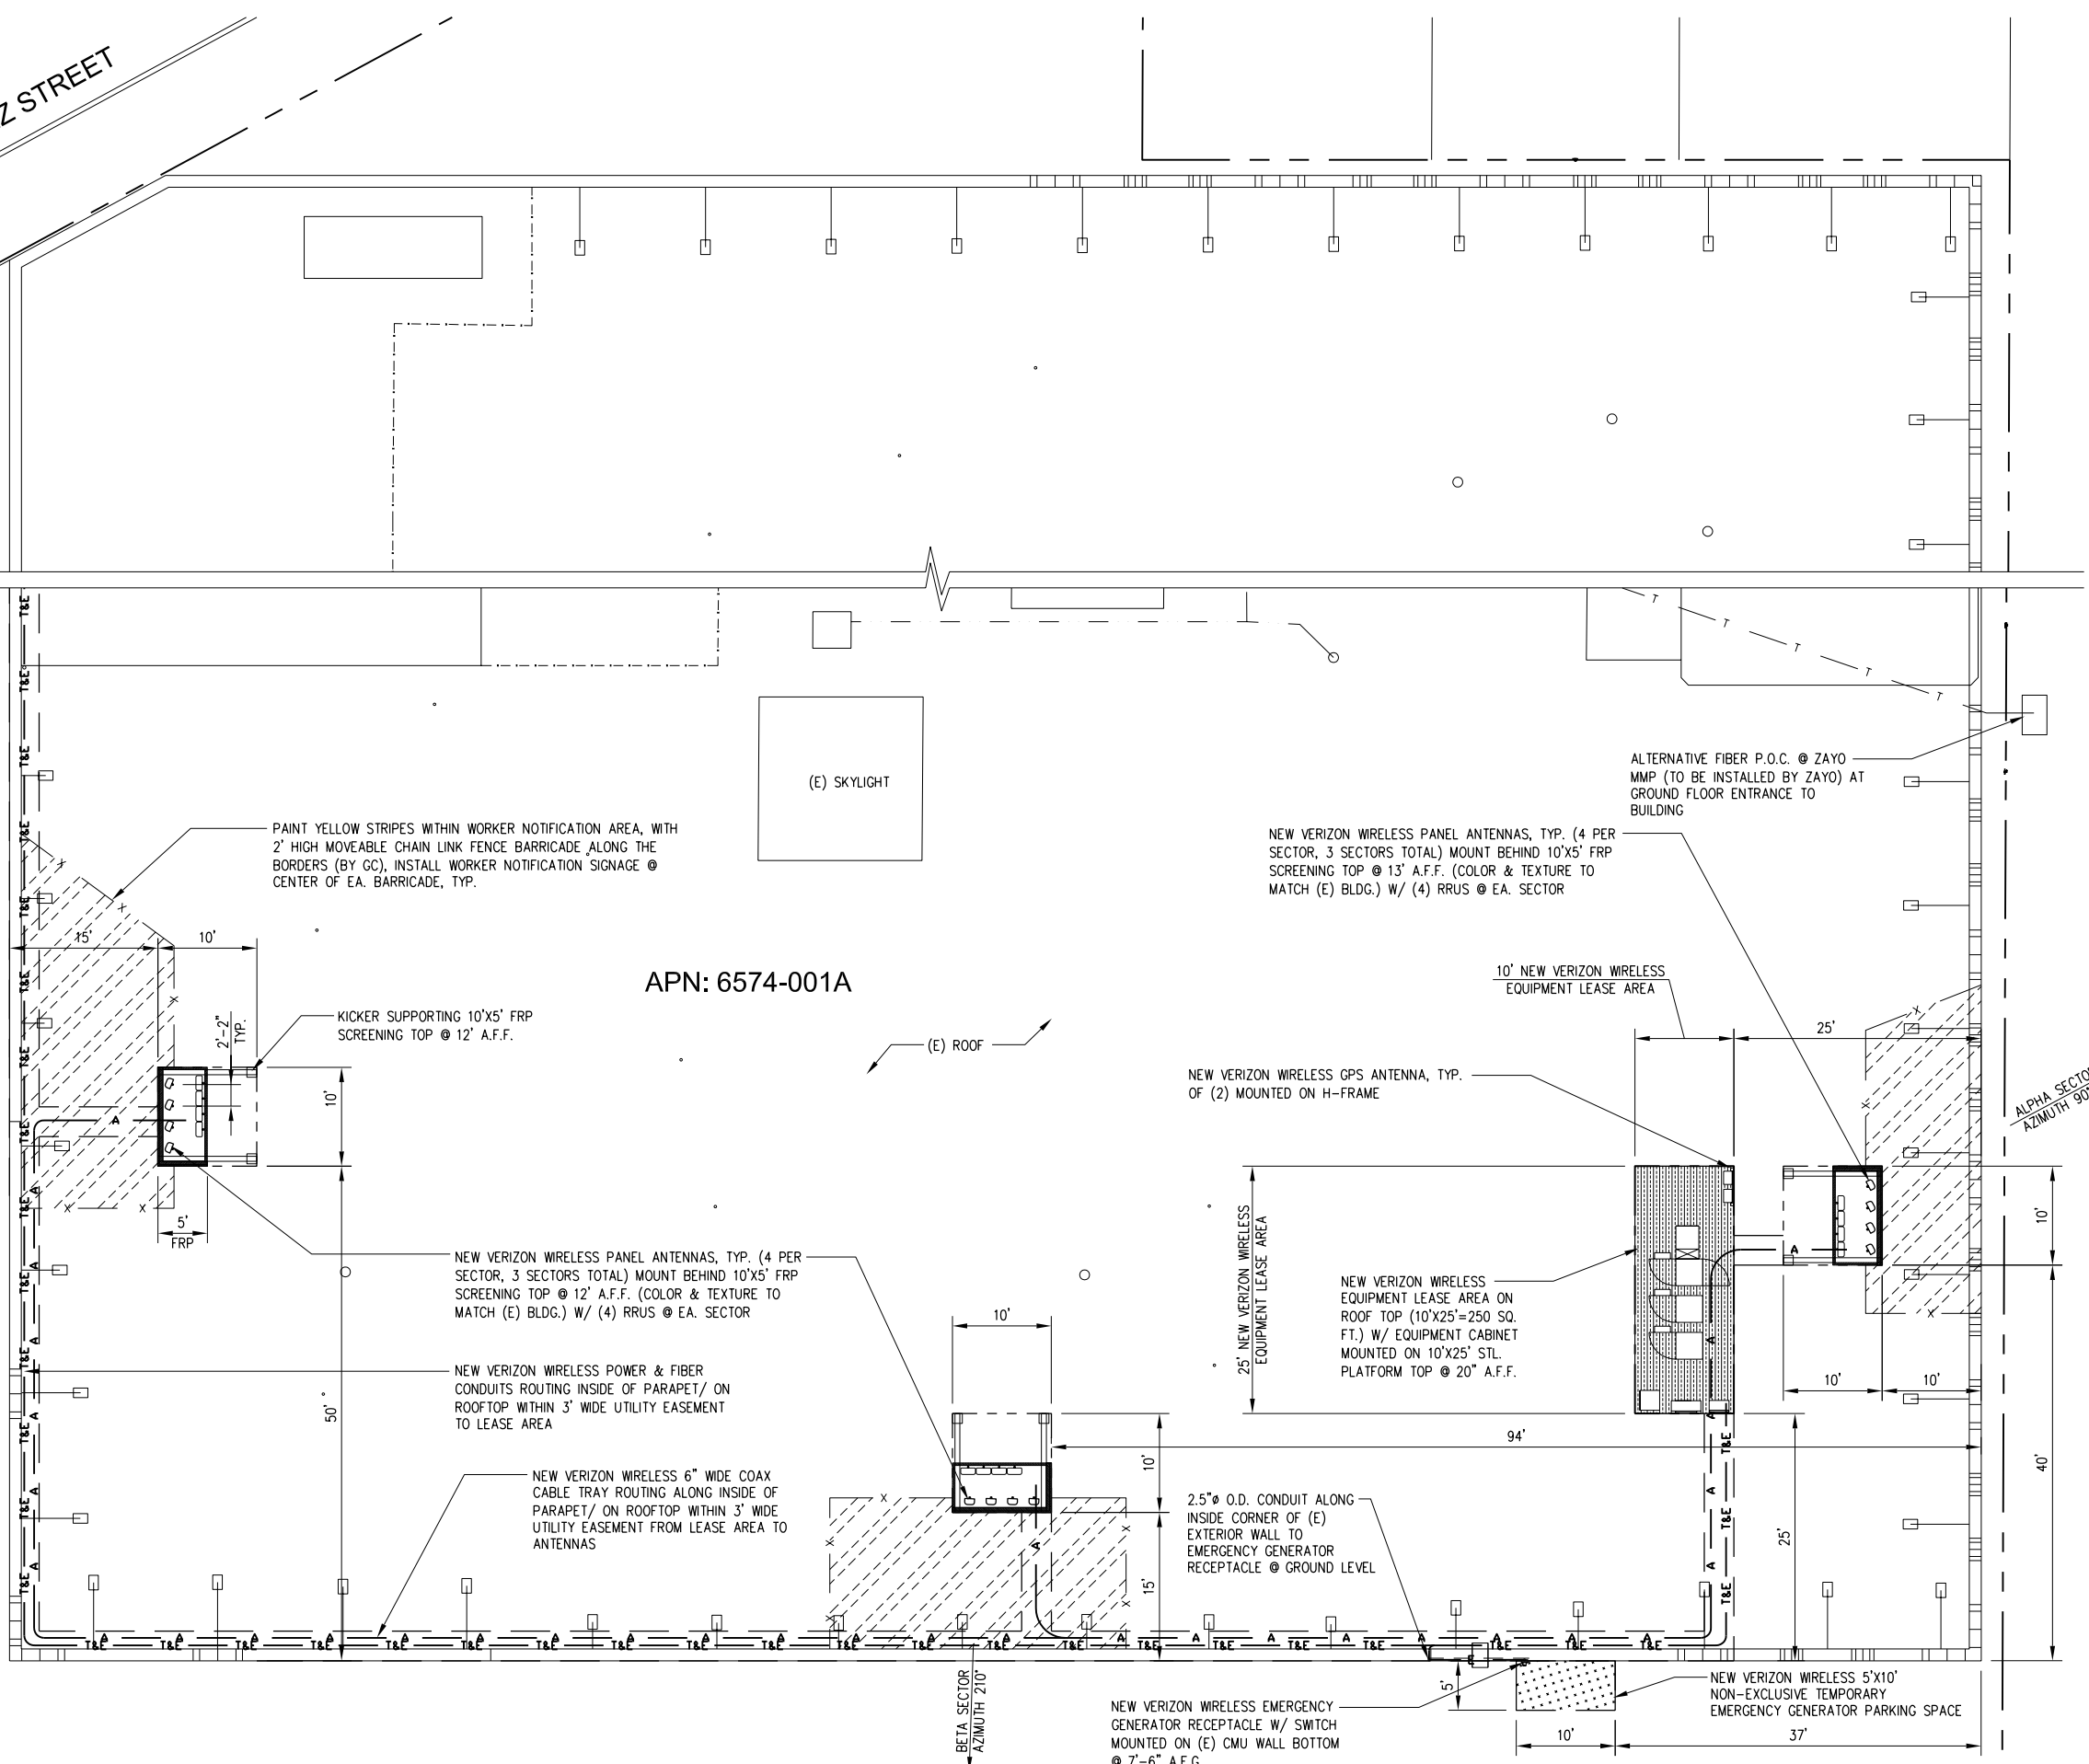 Z STREET
(E) SKYLIGHT
ALTERNATIVE FIBER P.O.C. @ ZAYO
MMP (TO BE INSTALLED BY ZAYO) AT
GROUND FLOOR ENTRANCE TO
BUILDING
PAINT YELLOW STRIPES WITHIN WORKER NOTIFICATION AREA, WITH
2' HIGH MOVEABLE CHAIN LINK FENCE BARRICADE ALONG THE
BORDERS (BY GC), INSTALL WORKER NOTIFICATION SIGNAGE @
CENTER OF EA. BARRICADE, TYP.
NEW VERIZON WIRELESS PANEL ANTENNAS, TYP. (4 PER
SECTOR, 3 SECTORS TOTAL) MOUNT BEHIND 10'X5' FRP
SCREENING TOP @ 13' A.F.F. (COLOR & TEXTURE TO
MATCH (E) BLDG.) W/ (4) RRUS @ EA. SECTOR
15'
10'
APN: 6574-001A
10' NEW VERIZON WIRELESS
EQUIPMENT LEASE AREA
25'
KICKER SUPPORTING 10'X5' FRP
SCREENING TOP @ 12' A.F.F.
2'-2"
TYP.
(E) ROOF
10'
NEW VERIZON WIRELESS GPS ANTENNA, TYP.
OF (2) MOUNTED ON H-FRAME
ALPHA SECTOR
AZIMUTH 90°
5'
FRP
10'
25' NEW VERIZON WIRELESS
EQUIPMENT LEASE AREA
NEW VERIZON WIRELESS PANEL ANTENNAS, TYP. (4 PER
SECTOR, 3 SECTORS TOTAL) MOUNT BEHIND 10'X5' FRP
SCREENING TOP @ 12' A.F.F. (COLOR & TEXTURE TO
MATCH (E) BLDG.) W/ (4) RRUS @ EA. SECTOR
NEW VERIZON WIRELESS
EQUIPMENT LEASE AREA ON
ROOF TOP (10'X25'=250 SQ.
FT.) W/ EQUIPMENT CABINET
MOUNTED ON 10'X25' STL.
PLATFORM TOP @ 20" A.F.F.
10'
10'
10'
50'
NEW VERIZON WIRELESS POWER & FIBER
CONDUITS ROUTING INSIDE OF PARAPET/ ON
ROOFTOP WITHIN 3' WIDE UTILITY EASEMENT
TO LEASE AREA
94'
10'
40'
NEW VERIZON WIRELESS 6" WIDE COAX
CABLE TRAY ROUTING ALONG INSIDE OF
PARAPET/ ON ROOFTOP WITHIN 3' WIDE
UTILITY EASEMENT FROM LEASE AREA TO
ANTENNAS
2.5"ø O.D. CONDUIT ALONG
INSIDE CORNER OF (E)
EXTERIOR WALL TO
EMERGENCY GENERATOR
RECEPTACLE @ GROUND LEVEL
25'
15'
BETA SECTOR
AZIMUTH 210°
5'
NEW VERIZON WIRELESS 5'X10'
NON-EXCLUSIVE TEMPORARY
EMERGENCY GENERATOR PARKING SPACE
NEW VERIZON WIRELESS EMERGENCY
GENERATOR RECEPTACLE W/ SWITCH
MOUNTED ON (E) CMU WALL BOTTOM
@ 7'-6" A.F.G.
10'
37'